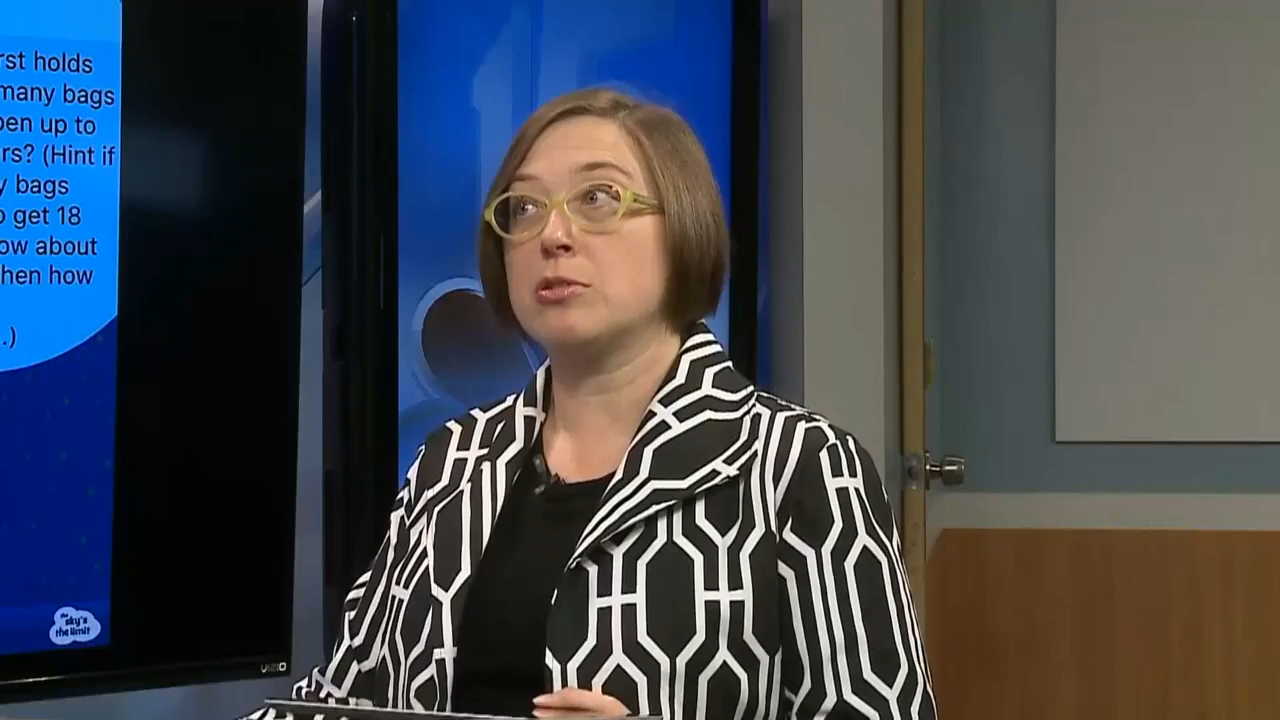 rst holds
many bags
pen up to
rs? (Hint if
y bags
o get 18
ow about
hen how
.)
the
sky's
the limit
VIZIO